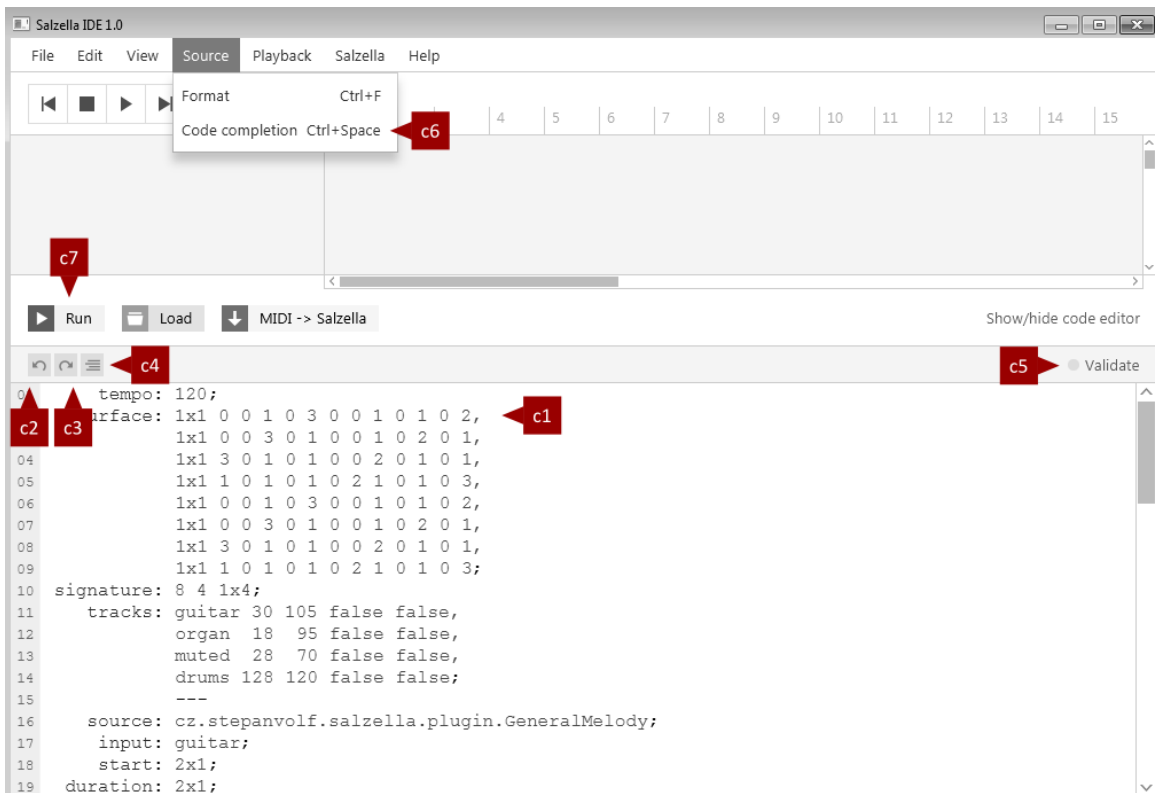 Salzella IDE 1.0
File Edit View Source Playback Salzella Help
Format Ctrl+F
Code completion Ctrl+Space
c6
4 5 6 7 8 9 10 11 12 13 14 15
c7
Run Load MIDI -> Salzella Show/hide code editor
c4 c5 Validate
tempo: 120;
c2 c3 urface: 1x1 0 0 1 0 3 0 0 1 0 1 0 2, c1
1x1 0 0 3 0 1 0 0 1 0 2 0 1,
04 1x1 3 0 1 0 1 0 0 2 0 1 0 1,
05 1x1 1 0 1 0 1 0 2 1 0 1 0 3,
06 1x1 0 0 1 0 3 0 0 1 0 1 0 2,
07 1x1 0 0 3 0 1 0 0 1 0 2 0 1,
08 1x1 3 0 1 0 1 0 0 2 0 1 0 1,
09 1x1 1 0 1 0 1 0 2 1 0 1 0 3;
10 signature: 8 4 1x4;
11 tracks: guitar 30 105 false false,
12 organ 18 95 false false,
13 muted 28 70 false false,
14 drums 128 120 false false;
15 ---
16 source: cz.stepanvolf.salzella.plugin.GeneralMelody;
17 input: guitar;
18 start: 2x1;
19 duration: 2x1;